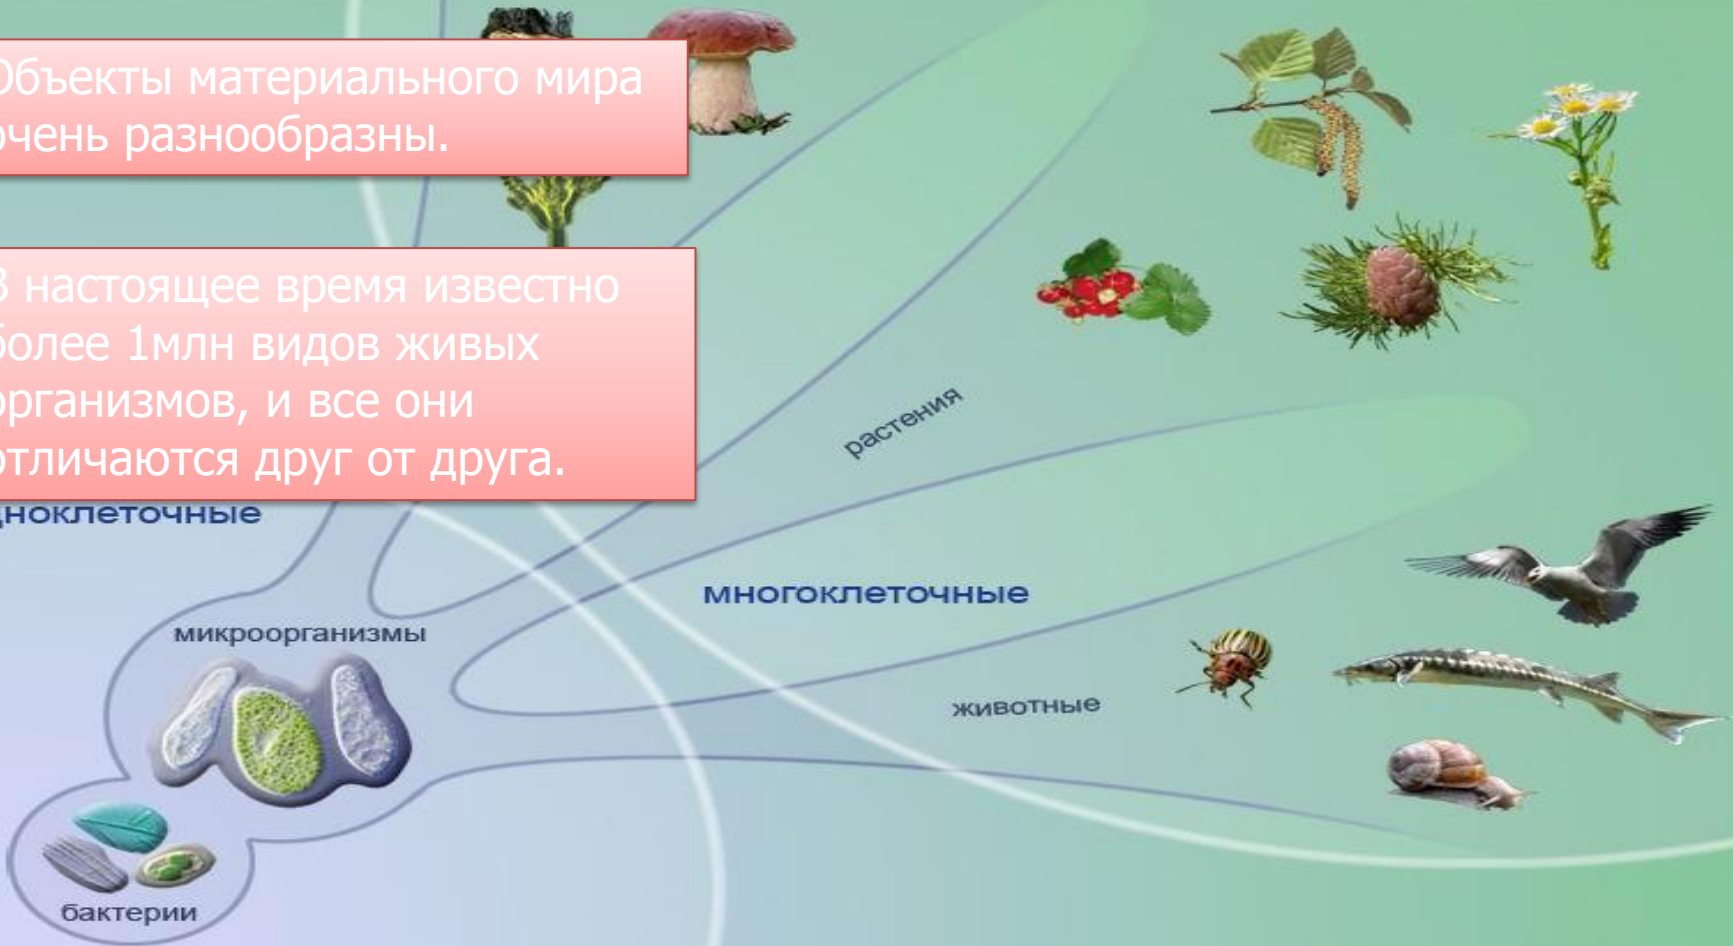 Объекты материального мира
очень разнообразны.
В настоящее время известно
более 1млн видов живых
организмов, и все они
отличаются друг от друга.
дноклеточные
растения
многоклеточные
микроорганизмы
животные
бактерии